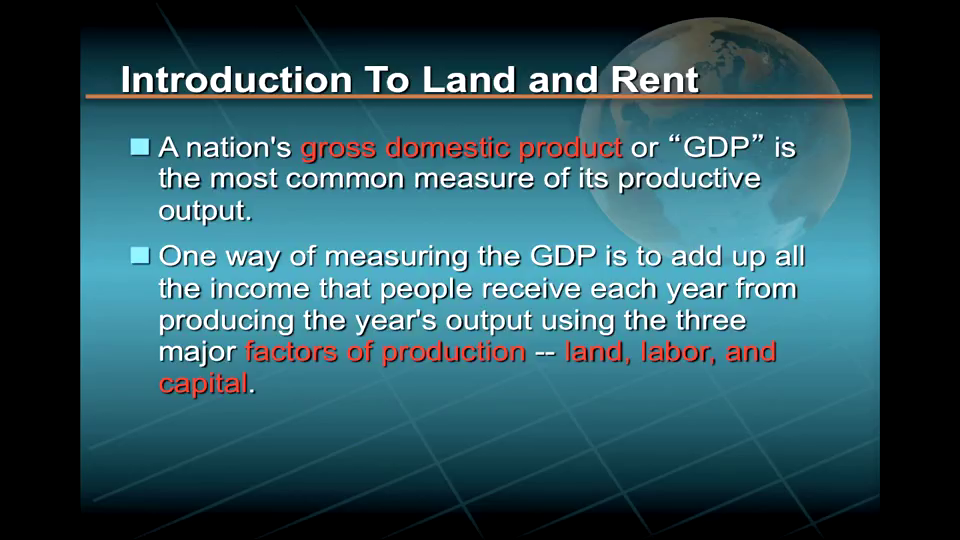 Introduction To Land and Rent
A nation's gross domestic product or “GDP” is
the most common measure of its productive
output.
One way of measuring the GDP is to add up all
the income that people receive each year from
producing the year's output using the three
major factors of production -- land, labor, and
capital.